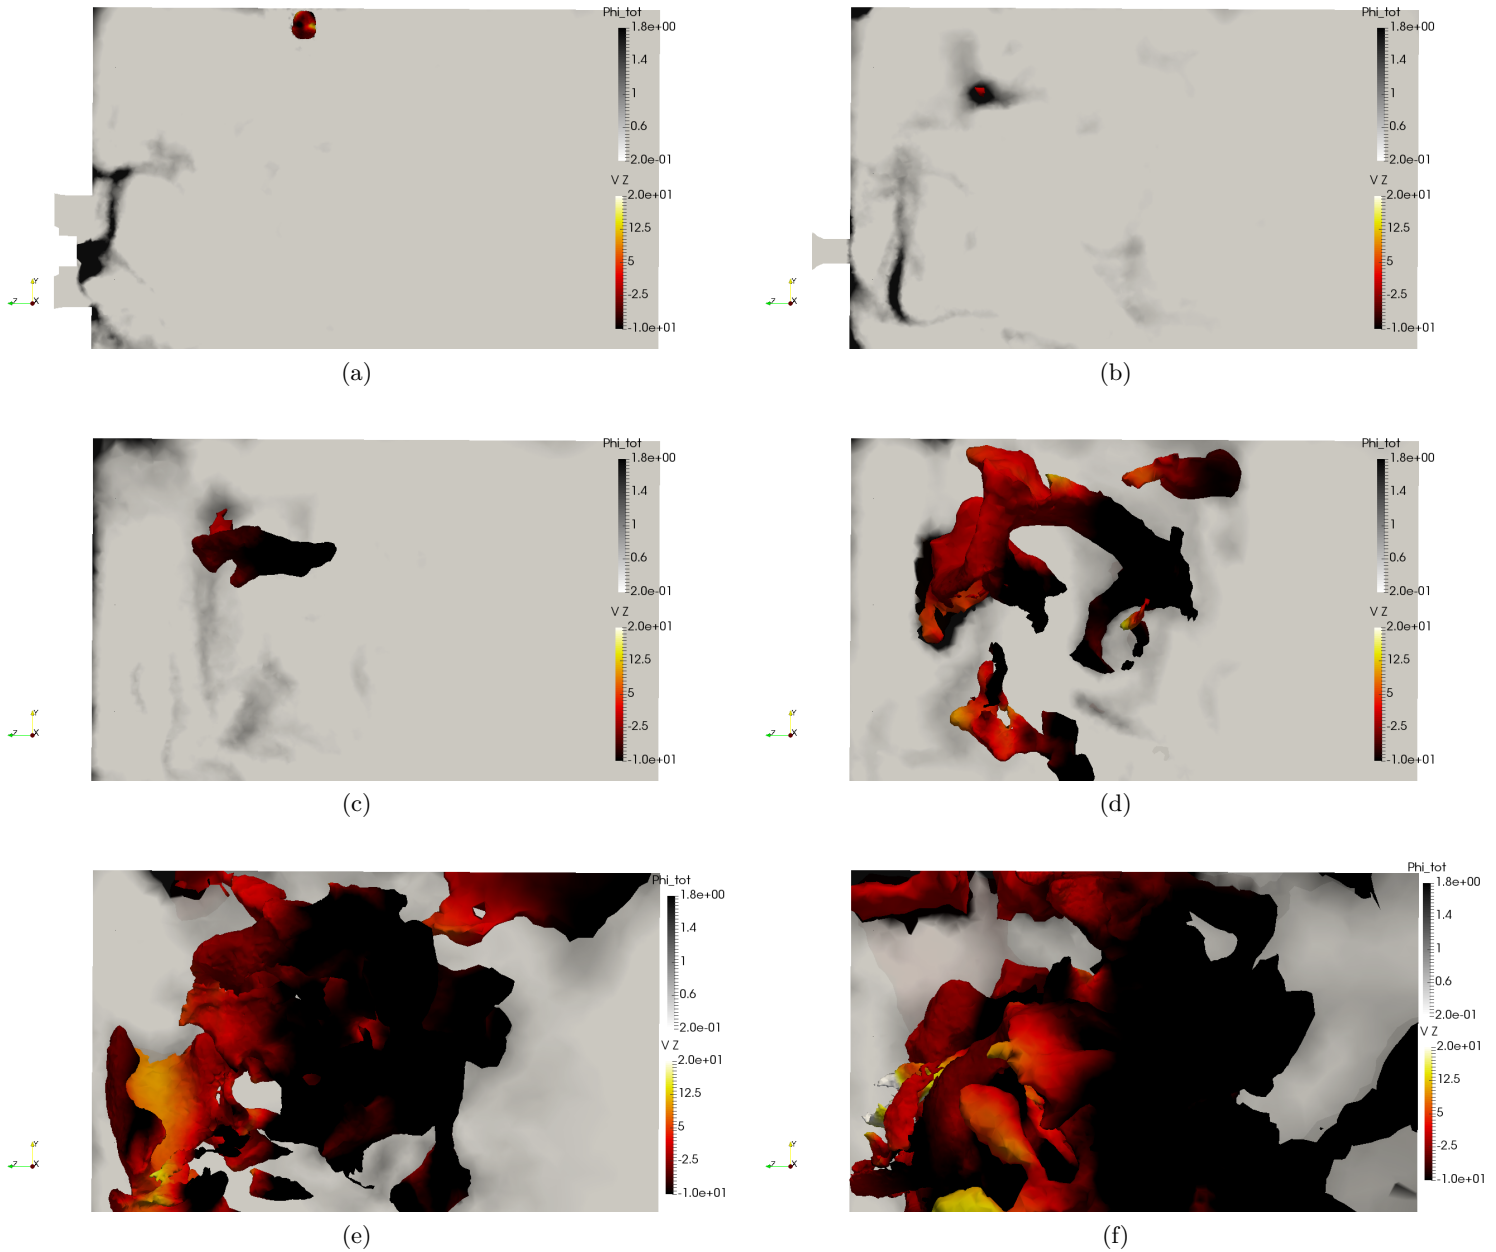 Phi_tot
1.8e+00
1.4
1
0.6
2.0e-01
V Z
2.0e+01
12.5
5
-2.5
-1.0e+01
Y
Z
X
(a)
Phi_tot
1.8e+00
1.4
1
0.6
2.0e-01
V Z
2.0e+01
12.5
5
-2.5
-1.0e+01
Y
Z
X
(b)
Phi_tot
1.8e+00
1.4
1
0.6
2.0e-01
V Z
2.0e+01
12.5
5
-2.5
-1.0e+01
Y
Z
X
(c)
Phi_tot
1.8e+00
1.4
1
0.6
2.0e-01
V Z
2.0e+01
12.5
5
-2.5
-1.0e+01
Y
Z
X
(d)
Phi_tot
1.8e+00
1.4
1
0.6
2.0e-01
V Z
2.0e+01
12.5
5
-2.5
-1.0e+01
Y
Z
X
(e)
Phi_tot
1.8e+00
1.4
1
0.6
2.0e-01
V Z
2.0e+01
12.5
5
-2.5
-1.0e+01
Y
Z
X
(f)